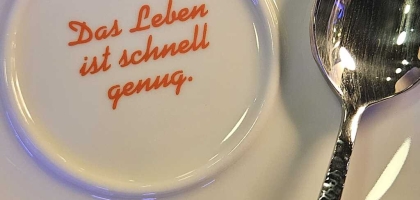 Das Leben
ist schnell
genug.